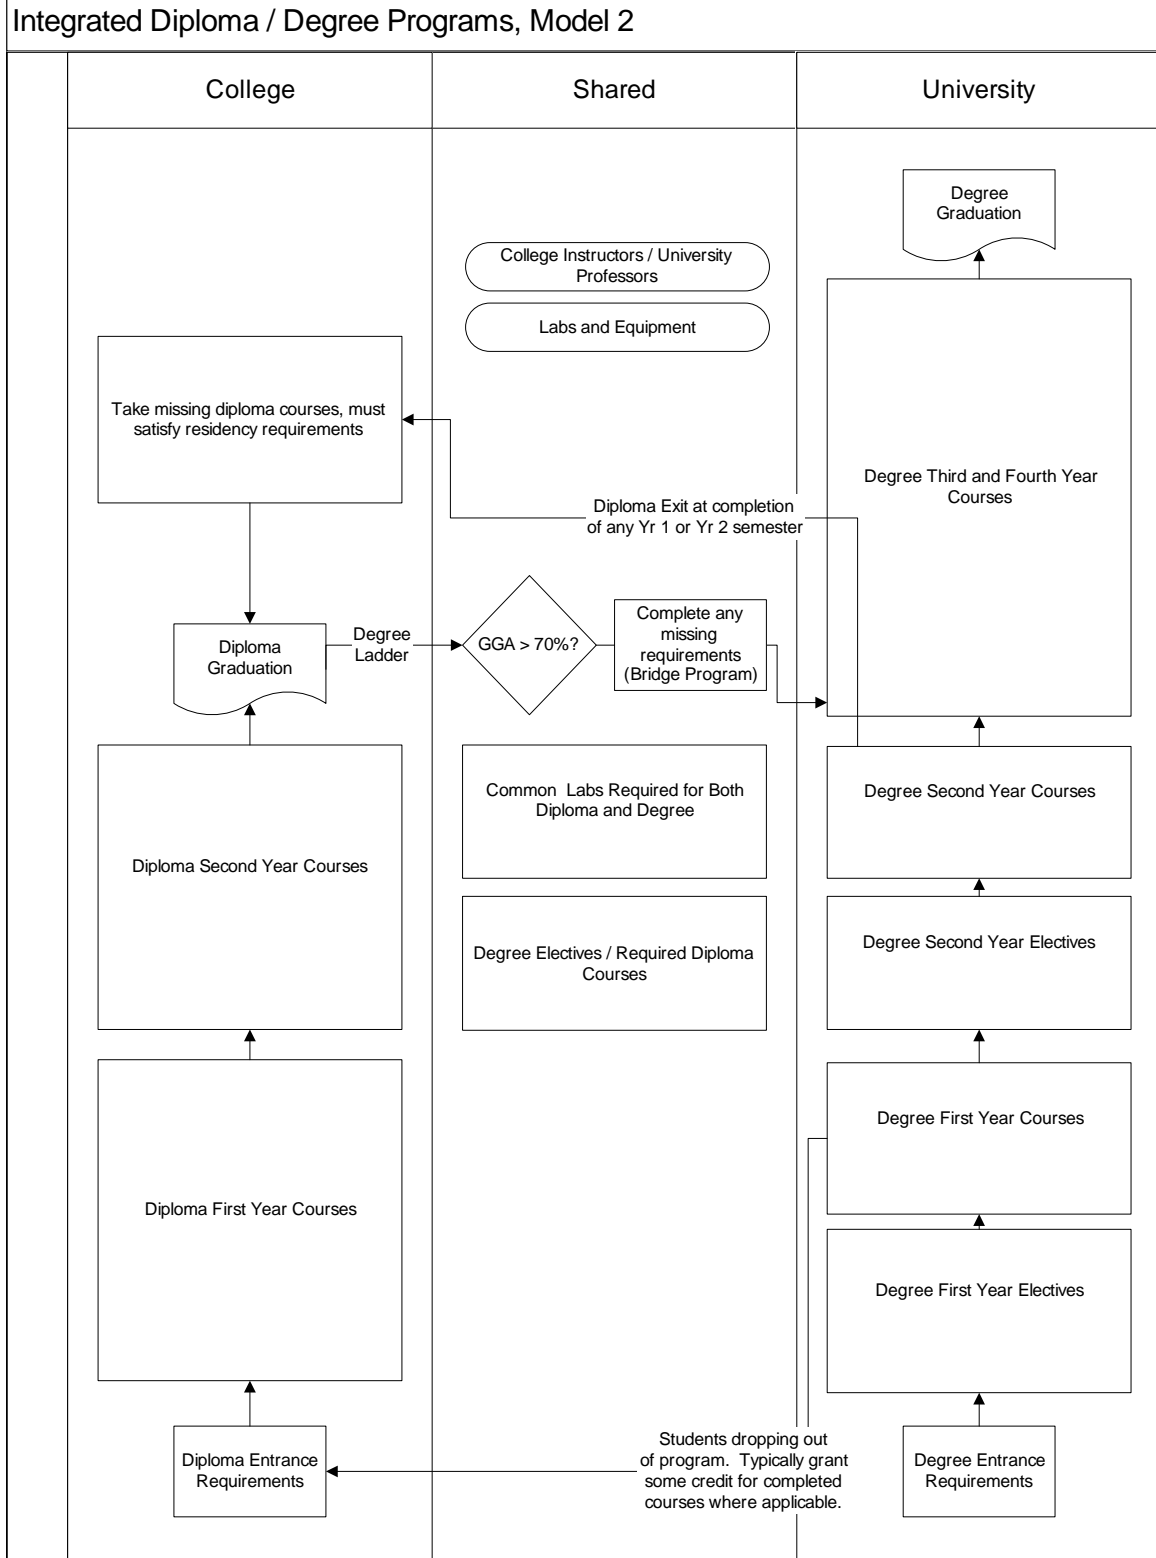 Integrated Diploma / Degree Programs, Model 2
College
Shared
University
Degree
Graduation
College Instructors / University
Professors
Labs and Equipment
Take missing diploma courses, must
satisfy residency requirements
Degree Third and Fourth Year
Courses
Diploma Exit at completion
of any Yr 1 or Yr 2 semester
Diploma
Graduation
Degree
Ladder
GGA > 70%?
Complete any
missing
requirements
(Bridge Program)
Common Labs Required for Both
Diploma and Degree
Degree Second Year Courses
Diploma Second Year Courses
Degree Electives / Required Diploma
Courses
Degree Second Year Electives
Degree First Year Courses
Diploma First Year Courses
Degree First Year Electives
Diploma Entrance
Requirements
Students dropping out
of program. Typically grant
some credit for completed
courses where applicable.
Degree Entrance
Requirements